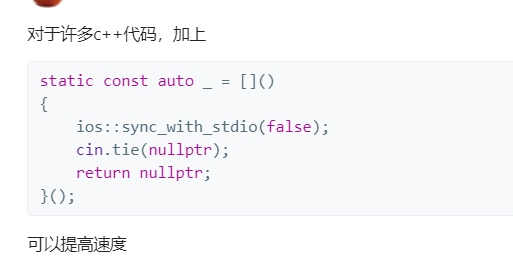 对于许多c++代码，加上
static const auto _ = []()
{
    ios::sync_with_stdio(false);
    cin.tie(nullptr);
    return nullptr;
}();
可以提高速度